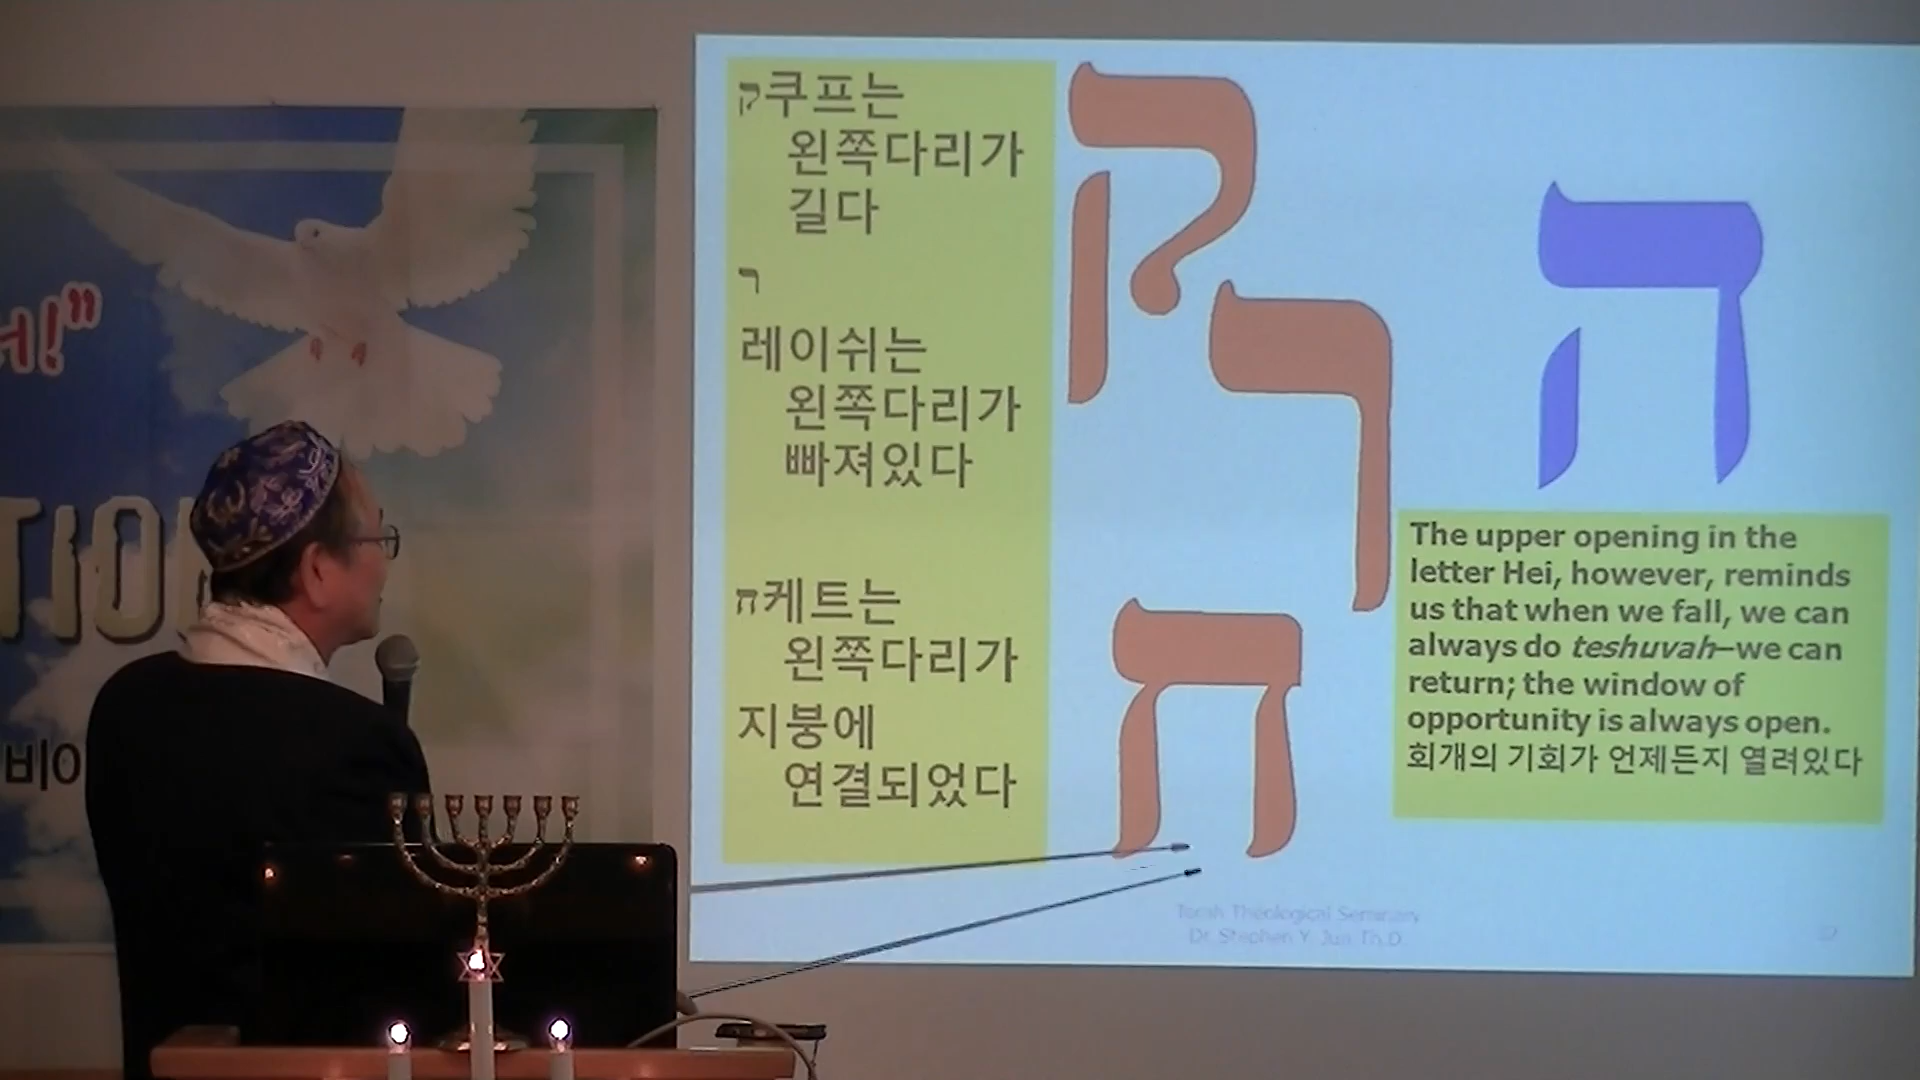 ק쿠프는
왼쪽다리가
길다
ר
레이쉬는
왼쪽다리가
빠져있다
ח케트는
왼쪽다리가
지붕에
연결되었다
ק
ר
ח
ה
The upper opening in the
letter Hei, however, reminds
us that when we fall, we can
always do teshuvah–we can
return; the window of
opportunity is always open.
회개의 기회가 언제든지 열려있다
Torah Theological Seminary
Dr. Stephen Y. Jun Th.D
!”
비아